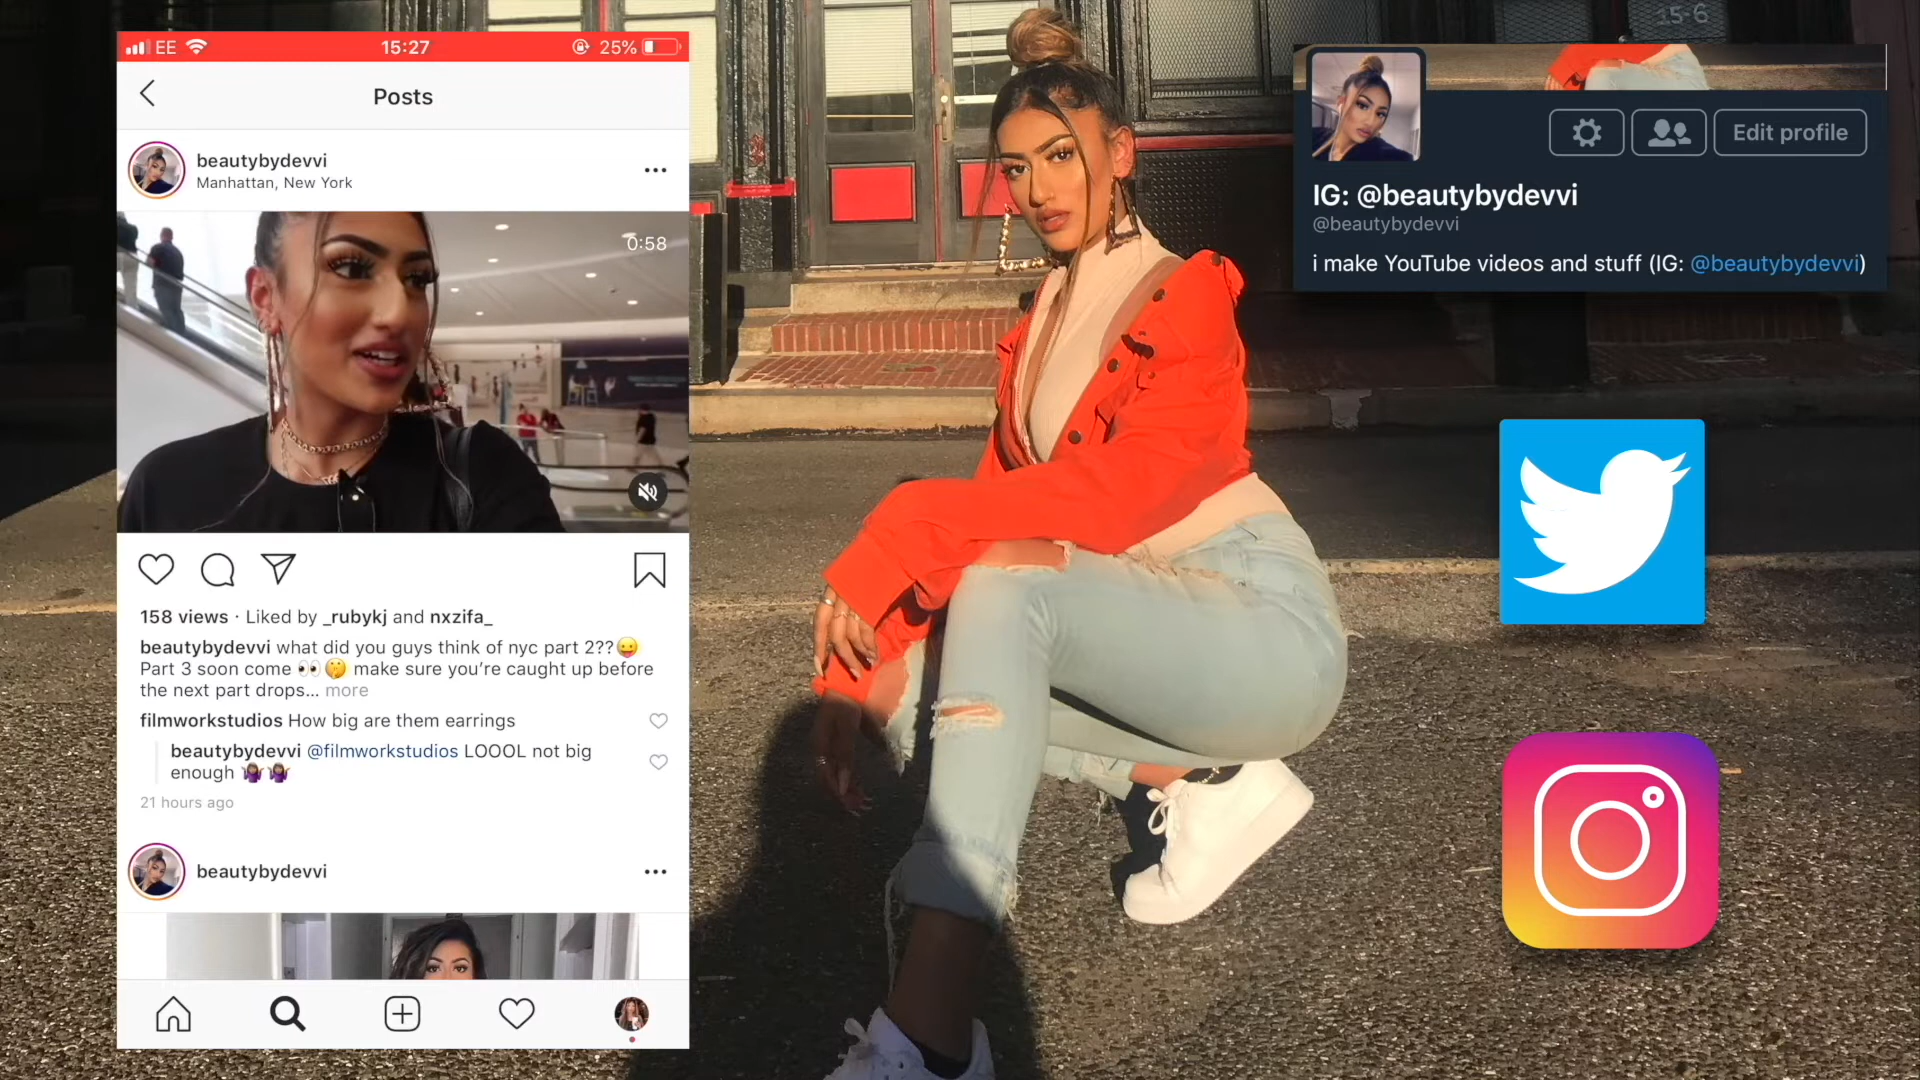 EE 15:27 25%
Posts
beautybydevvi
Manhattan, New York
0:58
158 views · Liked by _rubykj and nxzifa_
beautybydevvi what did you guys think of nyc part 2??😛
Part 3 soon come 👀🤫 make sure you’re caught up before
the next part drops... more
filmworkstudios How big are them earrings
beautybydevvi @filmworkstudios LOOOL not big
enough 🤷🏾‍♀️🤷🏾‍♀️
21 hours ago
beautybydevvi
15-6
Edit profile
IG: @beautybydevvi
@beautybydevvi
i make YouTube videos and stuff (IG: @beautybydevvi)